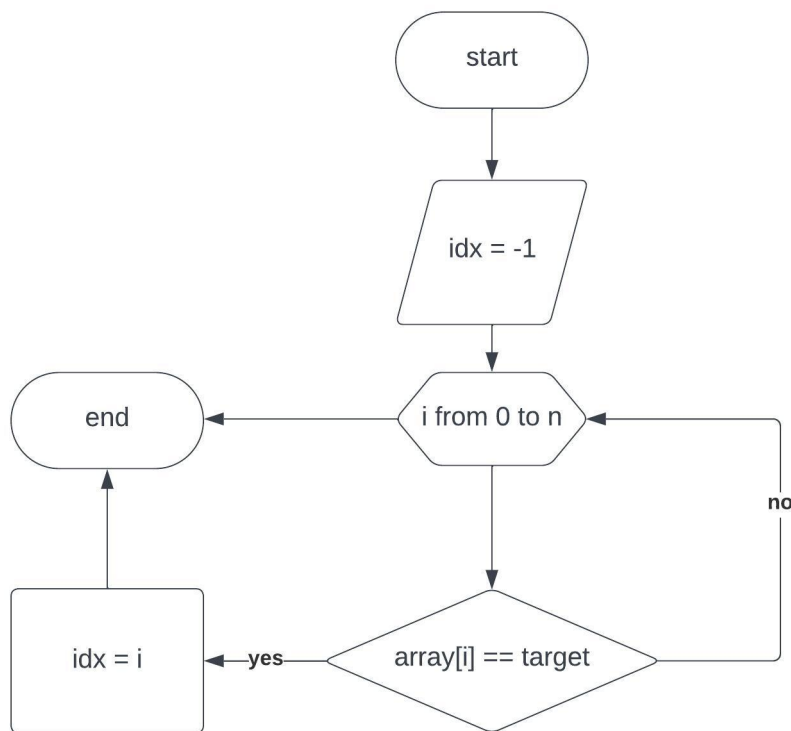 start
idx = -1
i from 0 to n
end
no
array[i] == target
yes
idx = i